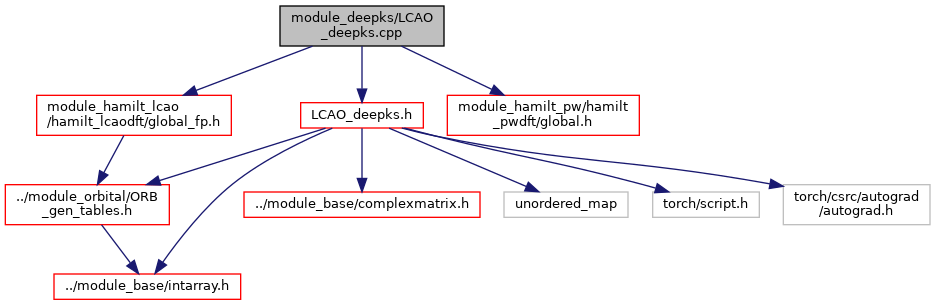 module_deepks/LCAO
_deepks.cpp
module_hamilt_lcao
/hamilt_lcaodft/global_fp.h
LCAO_deepks.h
module_hamilt_pw/hamilt
_pwdft/global.h
../module_orbital/ORB
_gen_tables.h
../module_base/complexmatrix.h
unordered_map
torch/script.h
torch/csrc/autograd
/autograd.h
../module_base/intarray.h